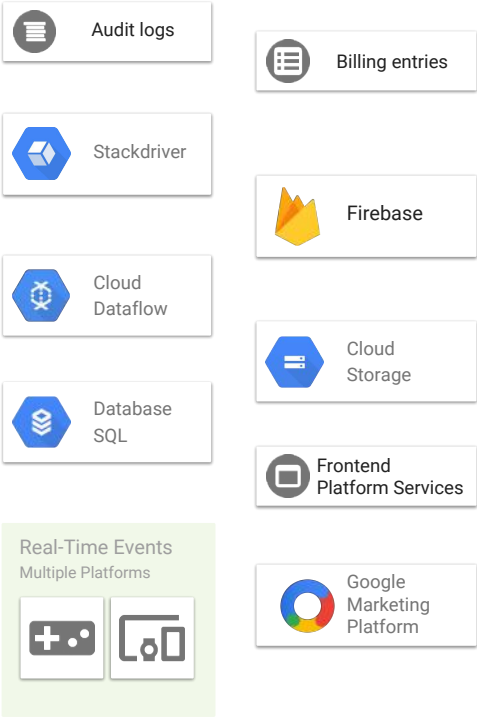 Audit logs
Billing entries
Stackdriver
Firebase
Cloud
Dataflow
Cloud
Storage
Database
SQL
Frontend
Platform Services
Real-Time Events
Multiple Platforms
Google
Marketing
Platform